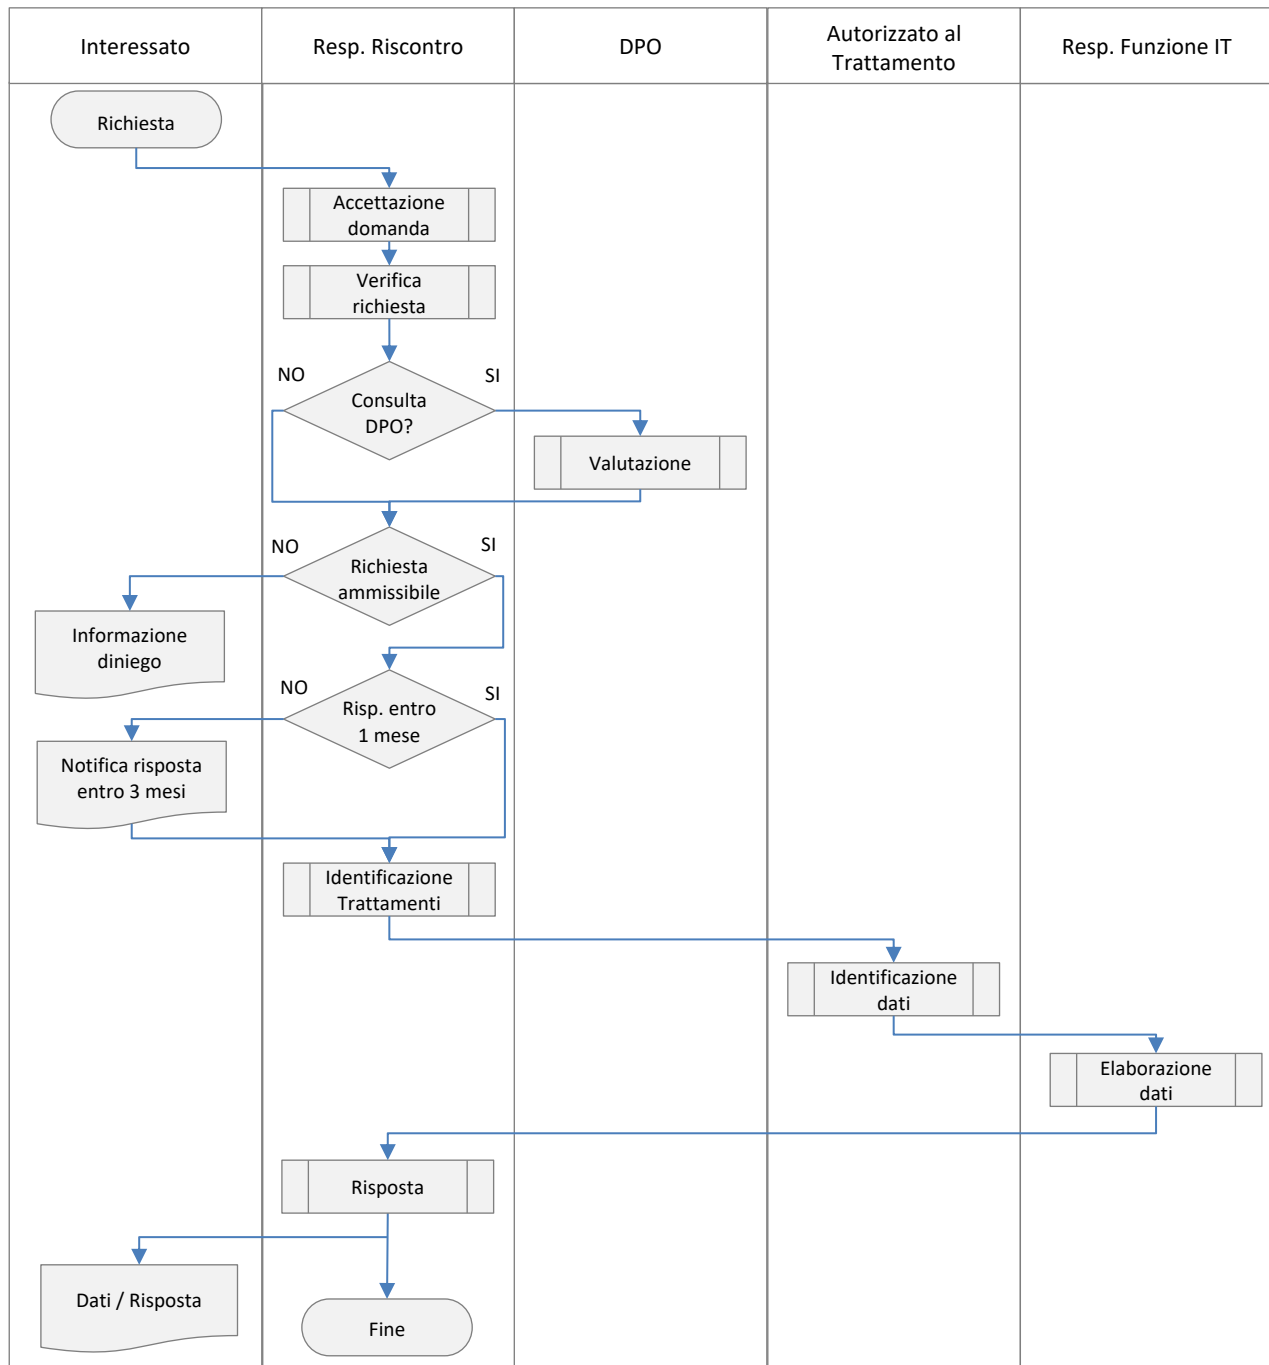 Interessato
Resp. Riscontro
DPO
Autorizzato al
Trattamento
Resp. Funzione IT
Richiesta
Accettazione
domanda
Verifica
richiesta
NO
SI
Consulta
DPO?
Valutazione
NO
SI
Richiesta
ammissibile
Informazione
diniego
NO
SI
Risp. entro
1 mese
Notifica risposta
entro 3 mesi
Identificazione
Trattamenti
Identificazione
dati
Elaborazione
dati
Risposta
Dati / Risposta
Fine